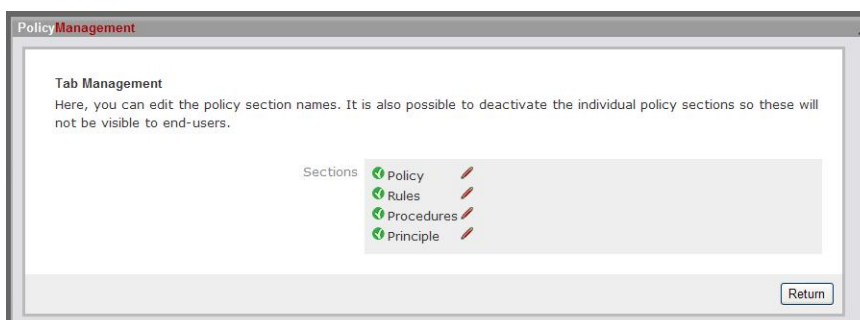 PolicyManagement
Tab Management
Here, you can edit the policy section names. It is also possible to deactivate the individual policy sections so these will
not be visible to end-users.
Sections
Policy
Rules
Procedures
Principle
Return